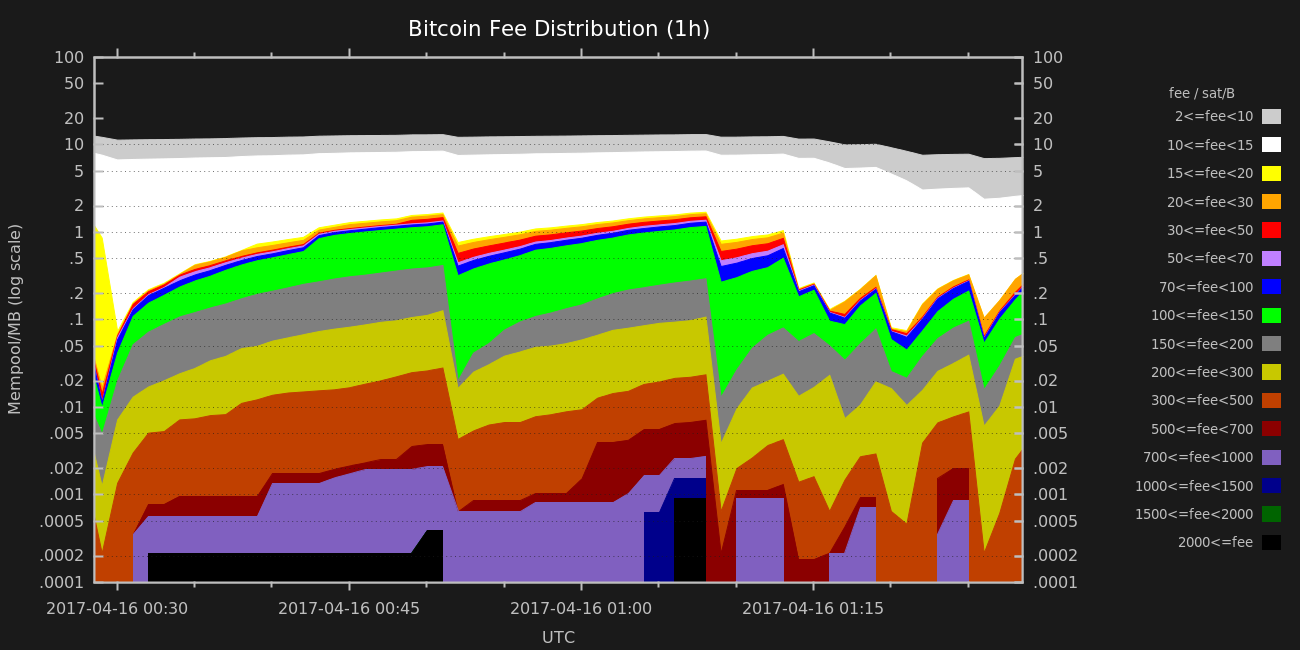 Bitcoin Fee Distribution (1h)
Mempool/MB (log scale)
100
50
20
10
5
2
1
.5
.2
.1
.05
.02
.01
.005
.002
.001
.0005
.0002
.0001
100
50
20
10
5
2
1
.5
.2
.1
.05
.02
.01
.005
.002
.001
.0005
.0002
.0001
2017-04-16 00:30
2017-04-16 00:45
2017-04-16 01:00
2017-04-16 01:15
UTC
fee / sat/B
2<=fee<10
10<=fee<15
15<=fee<20
20<=fee<30
30<=fee<50
50<=fee<70
70<=fee<100
100<=fee<150
150<=fee<200
200<=fee<300
300<=fee<500
500<=fee<700
700<=fee<1000
1000<=fee<1500
1500<=fee<2000
2000<=fee